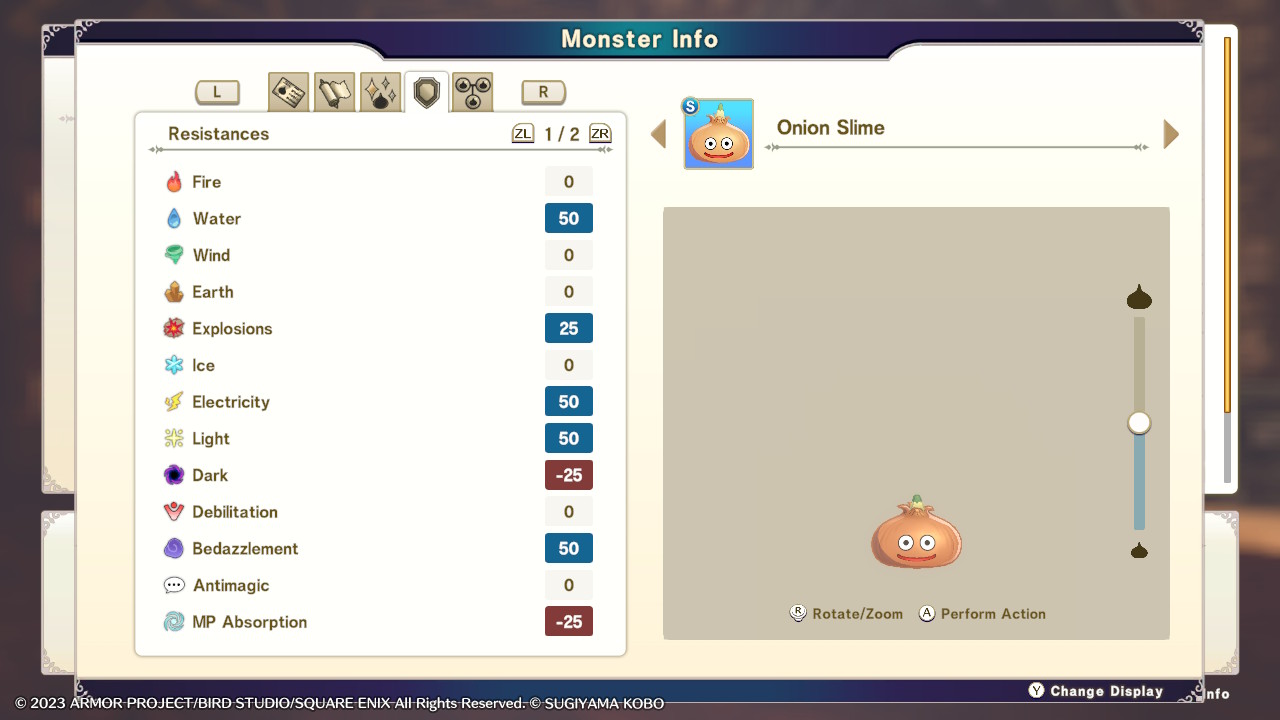 Monster Info
L
R
Resistances
ZL 1 / 2 ZR
S
Onion Slime
Fire 0
Water 50
Wind 0
Earth 0
Explosions 25
Ice 0
Electricity 50
Light 50
Dark -25
Debilitation 0
Bedazzlement 50
Antimagic 0
MP Absorption -25
R Rotate/Zoom A Perform Action
Y Change Display
nfo
© 2023 ARMOR PROJECT/BIRD STUDIO/SQUARE ENIX All Rights Reserved. © SUGIYAMA KOBO